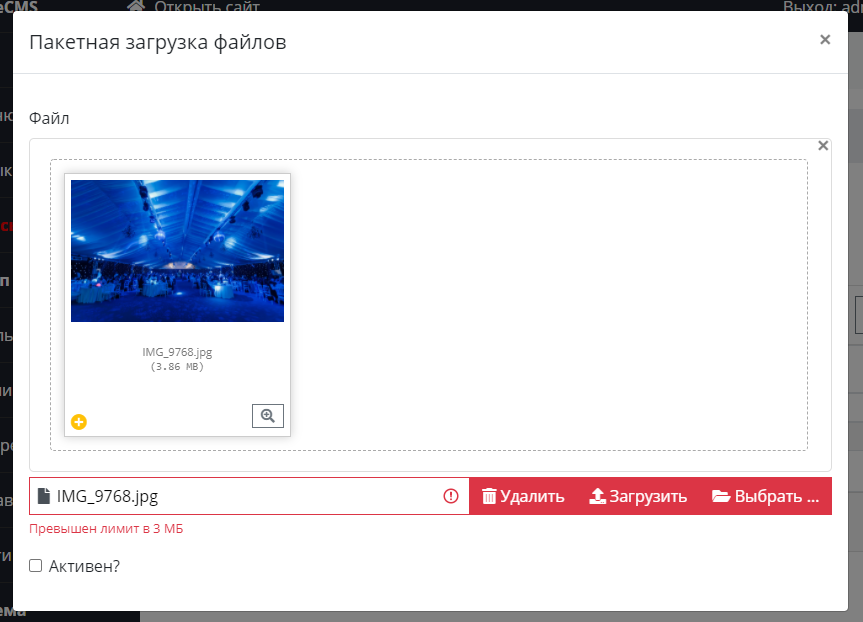 eCMS
Открыть сайт
Выход: ad
Пакетная загрузка файлов
×
Файл
×
IMG_9768.jpg
(3.86 MB)
IMG_9768.jpg
Удалить
Загрузить
Выбрать ...
Превышен лимит в 3 МБ
Активен?